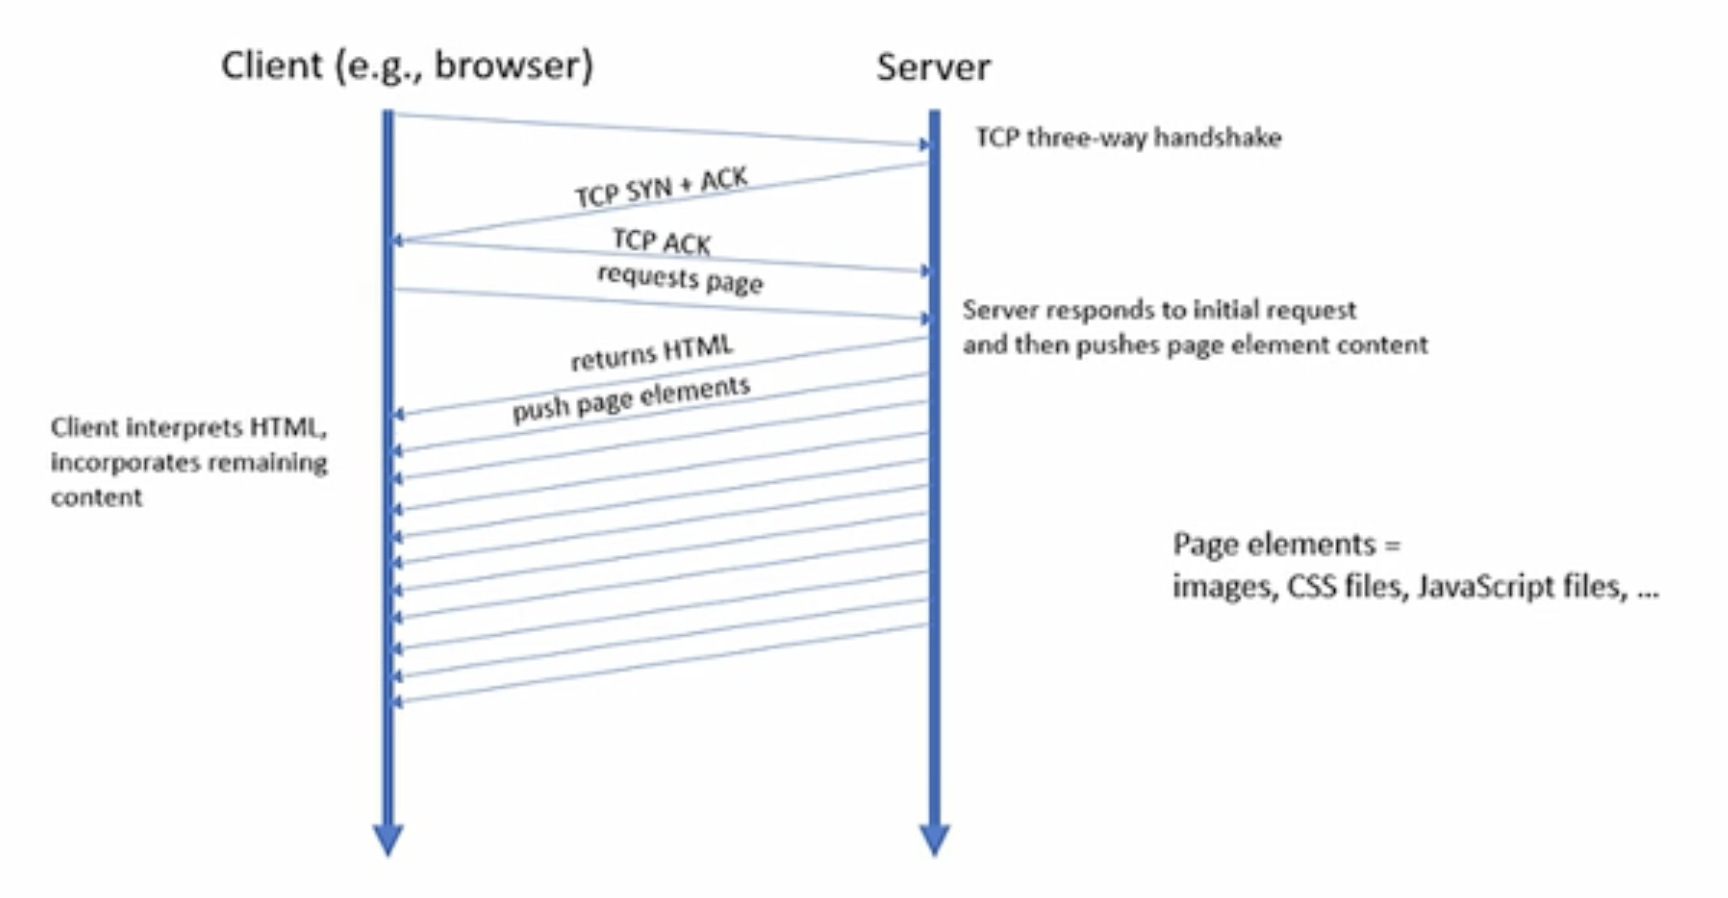 Client (e.g., browser)
Server
TCP three-way handshake
TCP SYN + ACK
TCP ACK
requests page
Server responds to initial request
and then pushes page element content
returns HTML
push page elements
Client interprets HTML,
incorporates remaining
content
Page elements =
images, CSS files, JavaScript files, ...